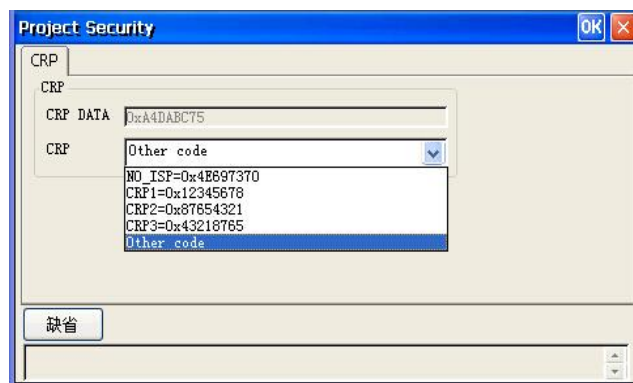 Project Security
OK
CRP
CRP
CRP DATA 0xA4DABC75
CRP Other code
NO_ISP=0x4E697370
CRP1=0x12345678
CRP2=0x87654321
CRP3=0x43218765
Other code
缺省